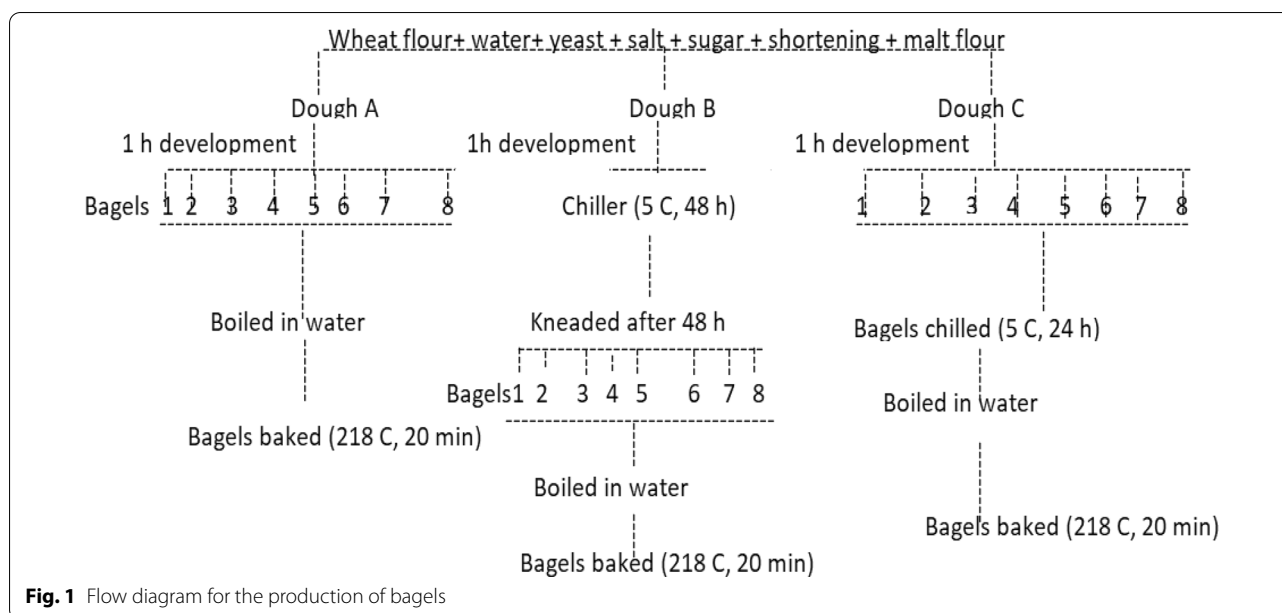 Wheat flour+ water+ yeast + salt + sugar + shortening + malt flour
Dough A
Dough B
Dough C
1 h development
1h development
1 h development
Bagels 1 2 3 4 5 6 7 8
Chiller (5 C, 48 h)
1 2 3 4 5 6 7 8
Boiled in water
Kneaded after 48 h
Bagels chilled (5 C, 24 h)
Bagels1 2 3 4 5 6 7 8
Boiled in water
Bagels baked (218 C, 20 min)
Boiled in water
Bagels baked (218 C, 20 min)
Bagels baked (218 C, 20 min)
Fig. 1 Flow diagram for the production of bagels